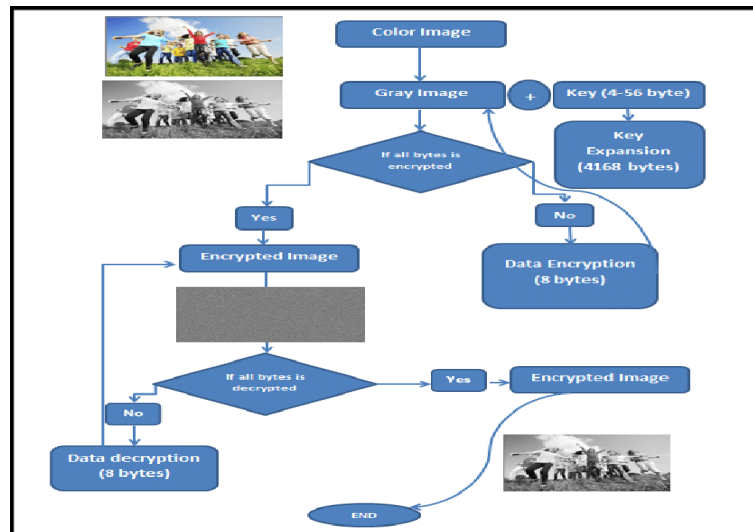 Color Image
Gray Image
+
Key (4-56 byte)
Key
Expansion
(4168 bytes)
If all bytes is
encrypted
Yes
No
Encrypted Image
Data Encryption
(8 bytes)
If all bytes is
decrypted
Yes
Encrypted Image
No
Data decryption
(8 bytes)
END